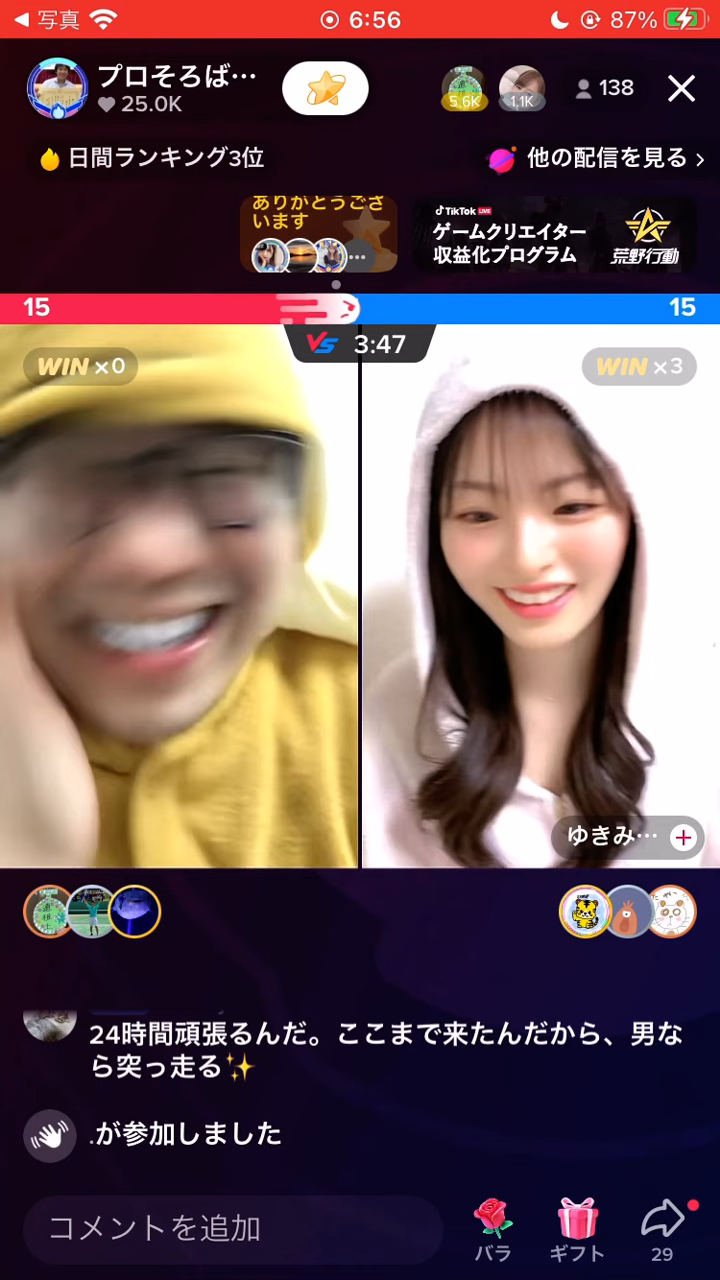 写真
6:56
87%
プロそろば…
25.0K
5.6K
1.1K
138
日間ランキング3位
他の配信を見る
ありがとうござ
います
TikTok LIVE
ゲームクリエイター
収益化プログラム
荒野行動
15
15
VS 3:47
WIN ×0
WIN ×3
ゆきみ…
24時間頑張るんだ。ここまで来たんだから、男な
ら突っ走る✨
.が参加しました
コメントを追加
バラ
ギフト
29